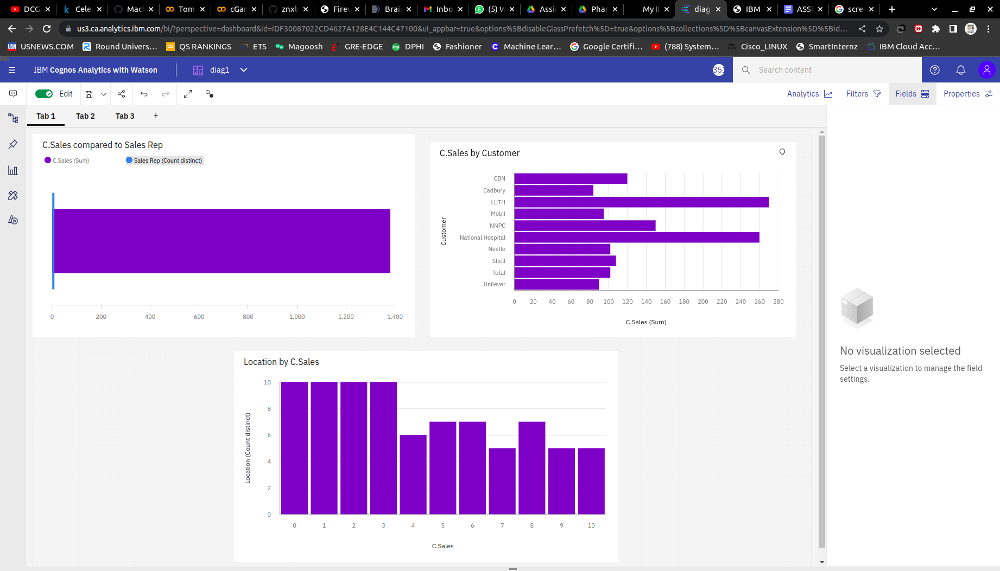 DCG Cele Mac Tom cGan znxl Firev Brain Inbo (5) W Assi Phar My I diag IBM ASSI scre
us3.ca.analytics.ibm.com/bi/?perspective=dashboard&id=iDF30087022CD4627A128E4C144C47100&ui_appbar=true&options%5BdisableGlassPrefetch%5D=true&options%5Bcollections%5D%5BcanvasExtension%5D%5Bid...
USNEWS.COM Round Univers... QS RANKINGS ETS Magoosh GRE-EDGE DPHI Fashioner Machine Lear... Google Certifi... (788) System... Cisco_LINUX SmartInternz IBM Cloud Acc...
IBM Cognos Analytics with Watson diag1 351 Search content
Edit Analytics Filters Fields Properties
Tab 1 Tab 2 Tab 3 +
C.Sales compared to Sales Rep
C.Sales (Sum) Sales Rep (Count distinct)
0 200 400 600 800 1,000 1,200 1,400
C.Sales by Customer
Customer
CBN
Cadbury
LUTH
Mobil
NNPC
National Hospital
Nestle
Shell
Total
Unilever
0 20 40 60 80 100 120 140 160 180 200 220 240 260 280
C.Sales (Sum)
Location by C.Sales
Location (Count distinct)
10
8
6
4
2
0
0 1 2 3 4 5 6 7 8 9 10
C.Sales
No visualization selected
Select a visualization to manage the field
settings.